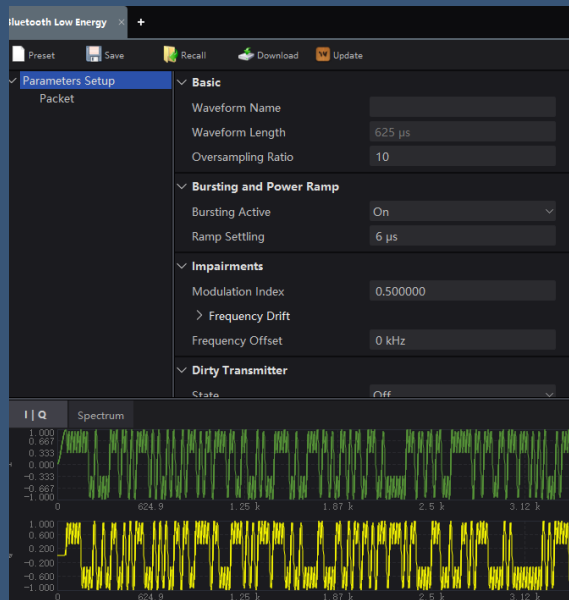 Bluetooth Low Energy × +
Preset Save Recall Download Update
Parameters Setup
Packet
Basic
Waveform Name
Waveform Length 625 µs
Oversampling Ratio 10
Bursting and Power Ramp
Bursting Active On
Ramp Settling 6 µs
Impairments
Modulation Index 0.500000
Frequency Drift
Frequency Offset 0 kHz
Dirty Transmitter
State Off
I | Q Spectrum
1.000
0.667
0.333
0.000
-0.333
-0.667
-1.000
0 624.9 1.25 k 1.87 k 2.5 k 3.12 k
1.000
0.600
0.200
-0.200
-0.600
-1.000
0 624.9 1.25 k 1.87 k 2.5 k 3.12 k